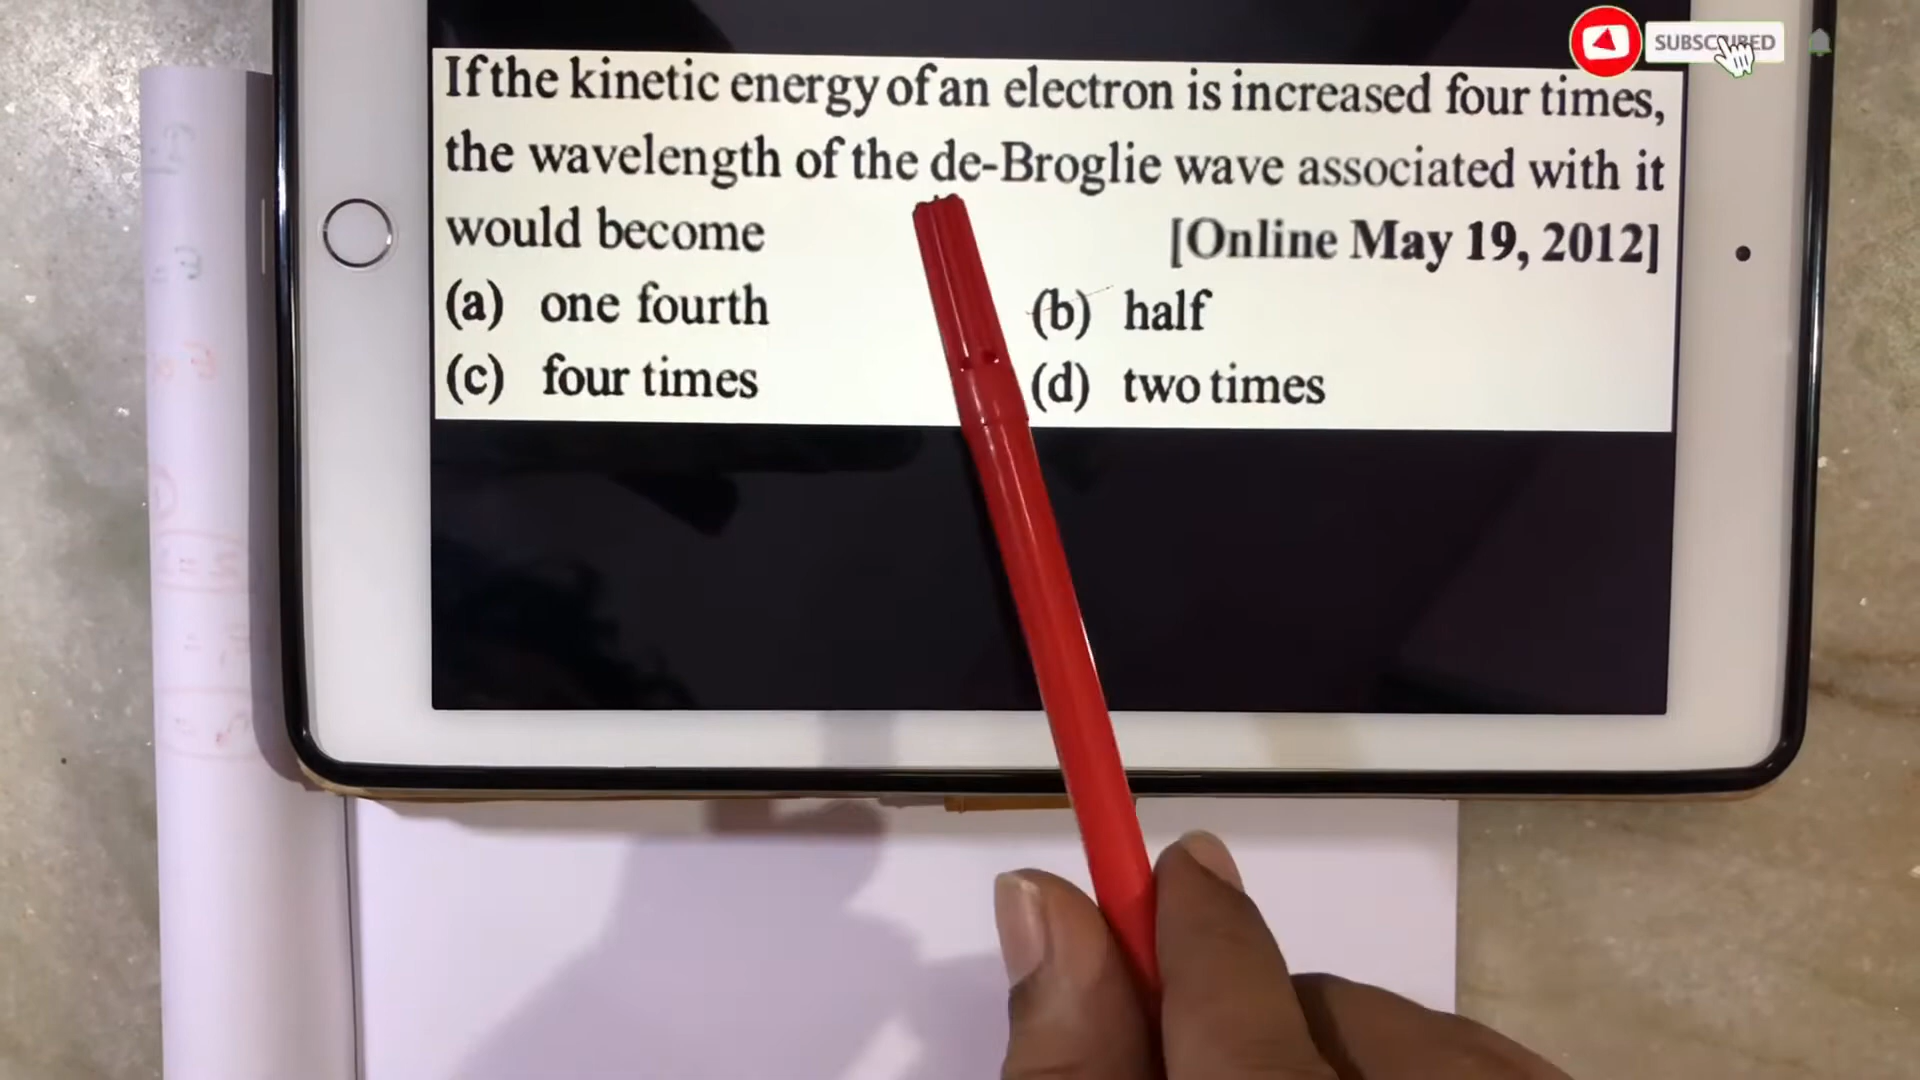 SUBSCRIBED
If the kinetic energy of an electron is increased four times,
the wavelength of the de-Broglie wave associated with it
would become [Online May 19, 2012]
(a) one fourth (b) half
(c) four times (d) two times